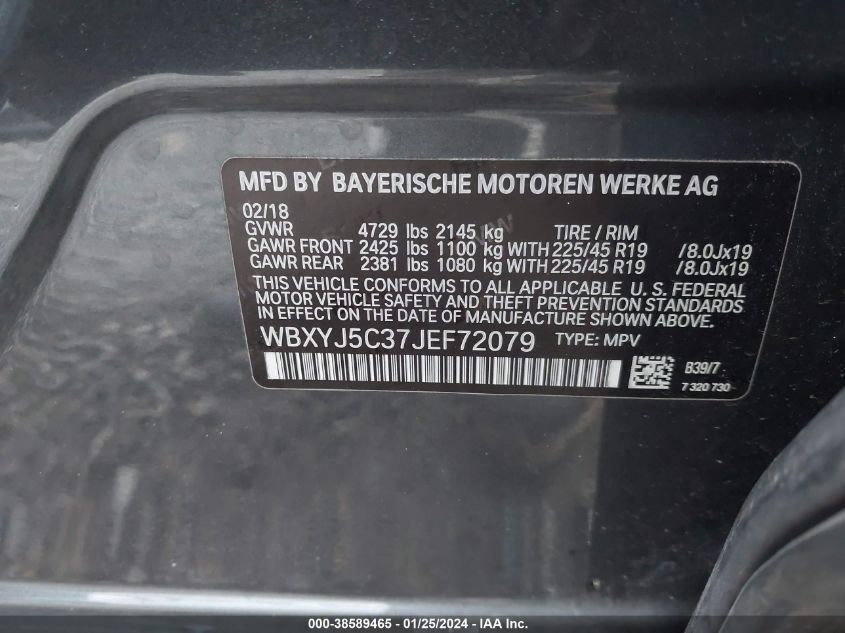 MFD BY BAYERISCHE MOTOREN WERKE AG
02/18
GVWR 4729 lbs 2145 kg TIRE / RIM
GAWR FRONT 2425 lbs 1100 kg WITH 225/45 R19 /8.0Jx19
GAWR REAR 2381 lbs 1080 kg WITH 225/45 R19 /8.0Jx19
THIS VEHICLE CONFORMS TO ALL APPLICABLE U. S. FEDERAL
MOTOR VEHICLE SAFETY AND THEFT PREVENTION STANDARDS
IN EFFECT ON THE DATE OF MANUFACTURE SHOWN ABOVE.
WBXYJ5C37JEF72079 TYPE: MPV
B39/7
7 320 730
000-38589465 - 01/25/2024 - IAA Inc.